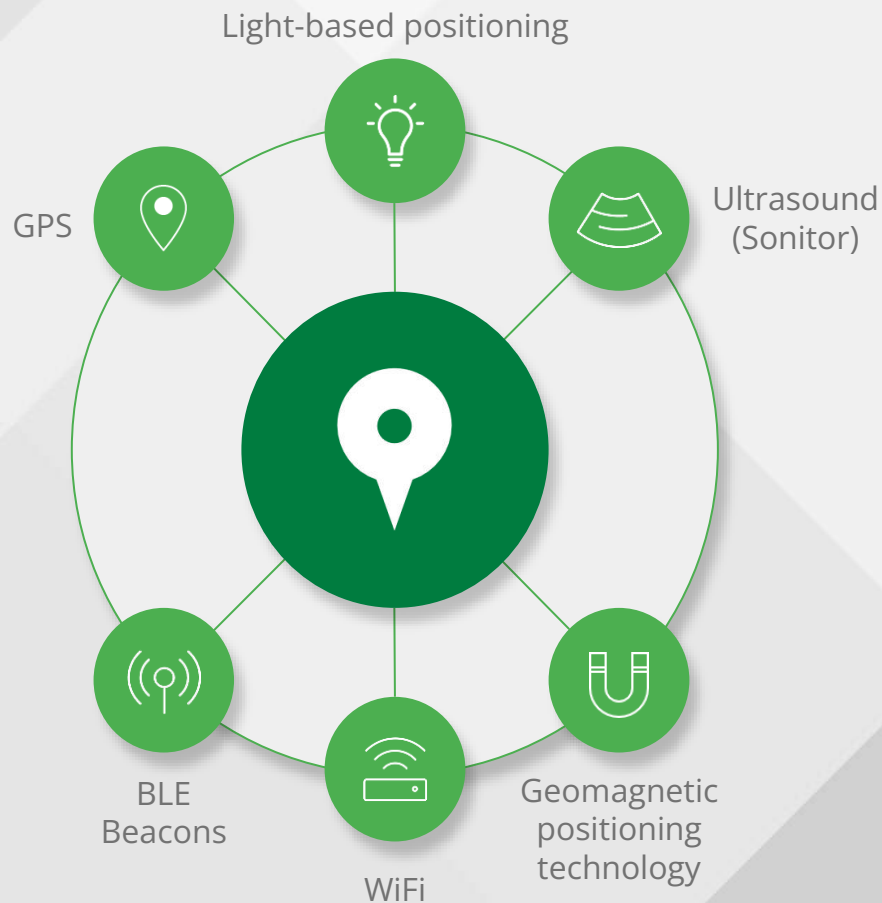 Light-based positioning
GPS
Ultrasound
(Sonitor)
BLE
Beacons
WiFi
Geomagnetic
positioning
technology